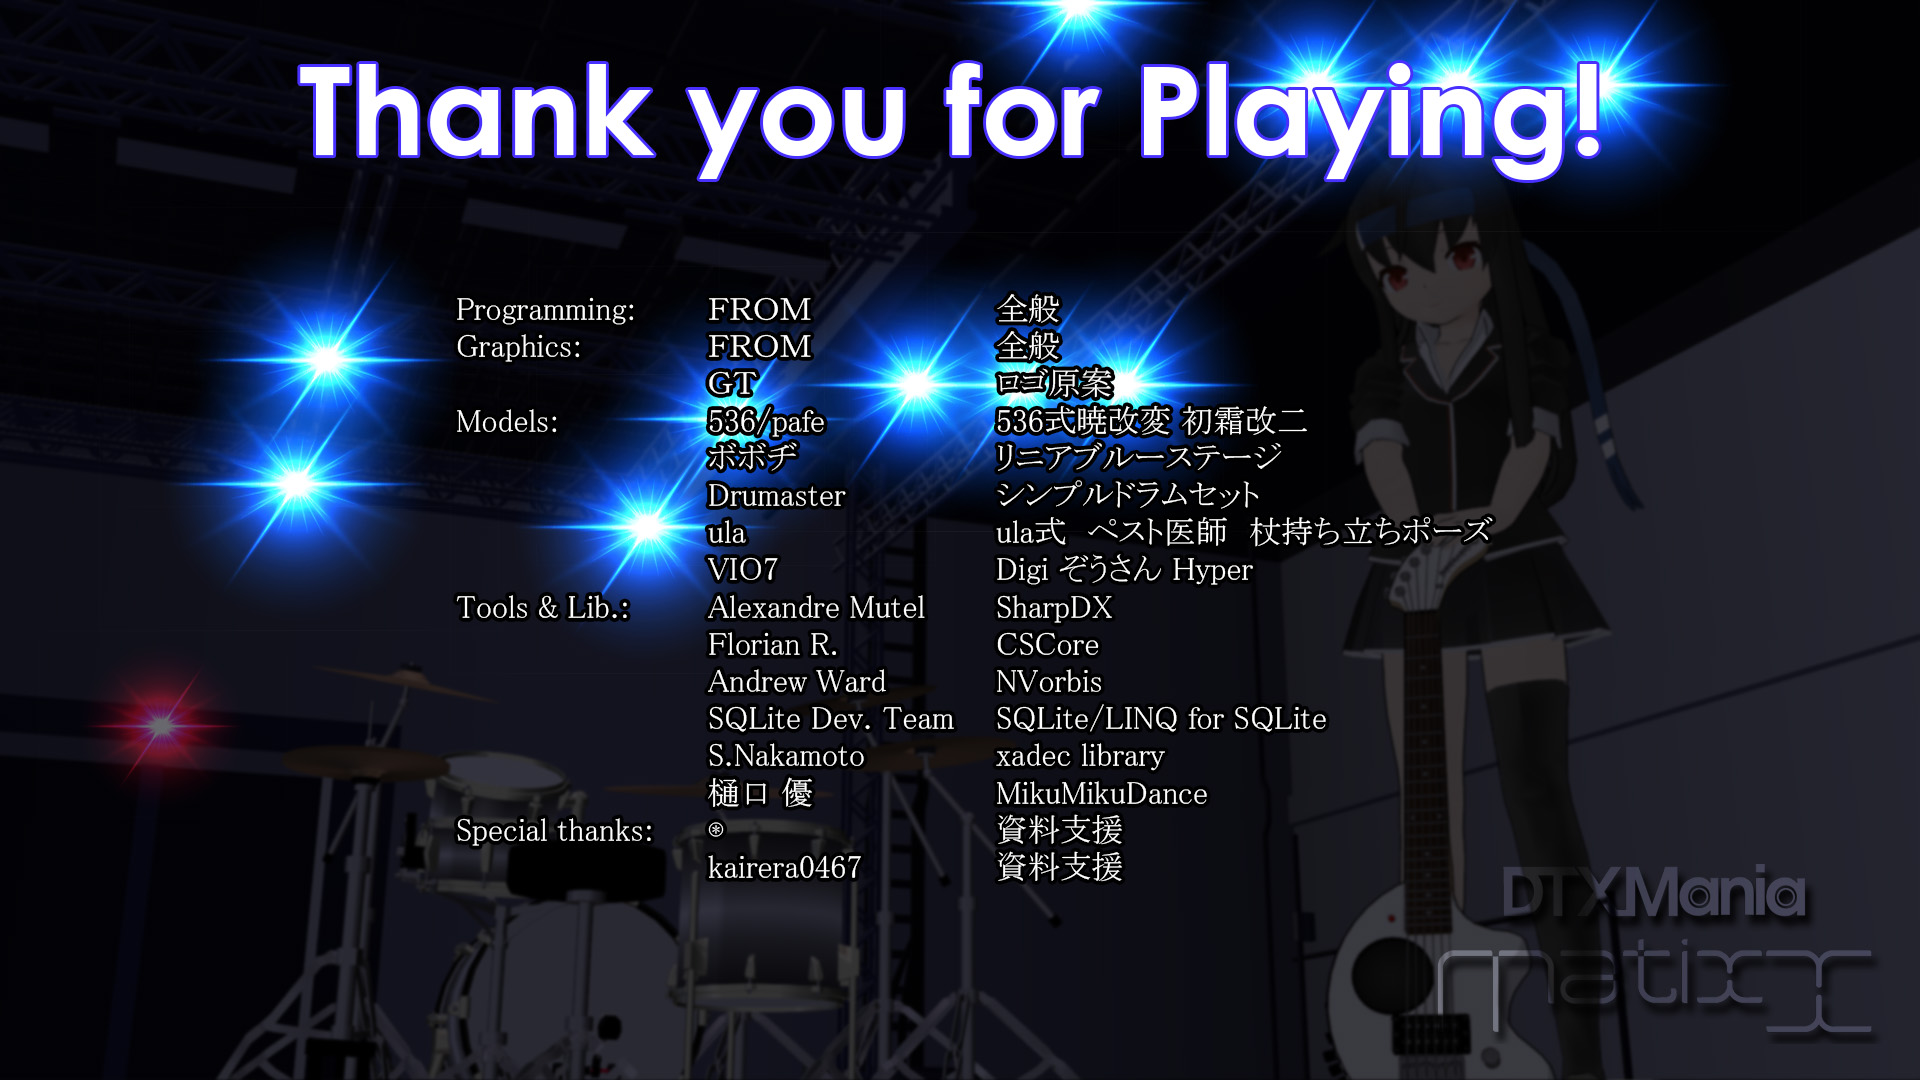 Thank you for Playing!
Programming: FROM 全般
Graphics: FROM 全般
GT ロゴ原案
Models: 536/pafe 536式暁改変 初霜改二
ボボヂ リニアブルーステージ
Drumaster シンプルドラムセット
ula ula式　ペスト医師　杖持ち立ちポーズ
VIO7 Digi ぞうさん Hyper
Tools & Lib.: Alexandre Mutel SharpDX
Florian R. CSCore
Andrew Ward NVorbis
SQLite Dev. Team SQLite/LINQ for SQLite
S.Nakamoto xadec library
樋口 優 MikuMikuDance
Special thanks: ⊛ 資料支援
kairera0467 資料支援
DTXMania
matixx